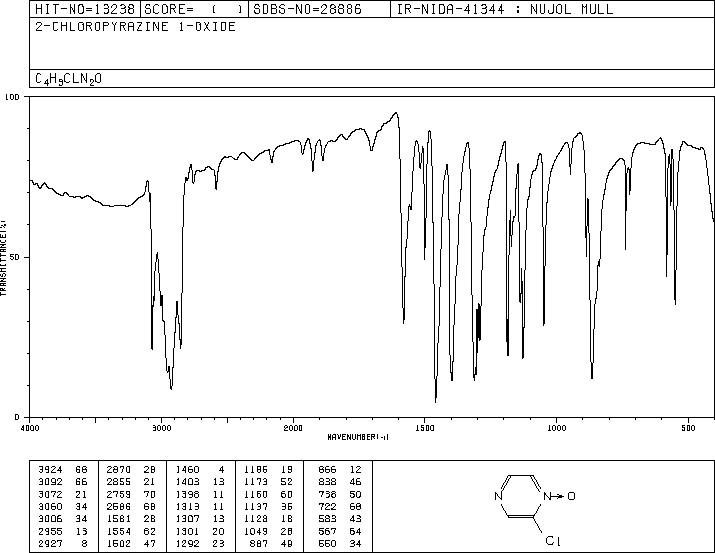 HIT-NO=13238 SCORE= ( ) SDBS-NO=28886 IR-NIDA-41344 : NUJOL MULL
2-CHLOROPYRAZINE 1-OXIDE
C4H3CLN2O
100
50
0
TRANSMITTANCE(%)
4000 3000 2000 1500 1000 500
WAVENUMBER(-1)
3924 68 2870 28 1460 4 1186 19 866 12
3092 66 2855 21 1403 13 1173 52 838 46
3072 21 2759 70 1398 11 1160 60 738 50
3060 34 2586 68 1313 11 1137 35 722 68
3006 34 1581 28 1307 13 1128 18 583 43
2955 13 1554 62 1301 20 1049 28 567 64
2927 8 1502 47 1292 23 887 49 550 34
N
N→O
Cl